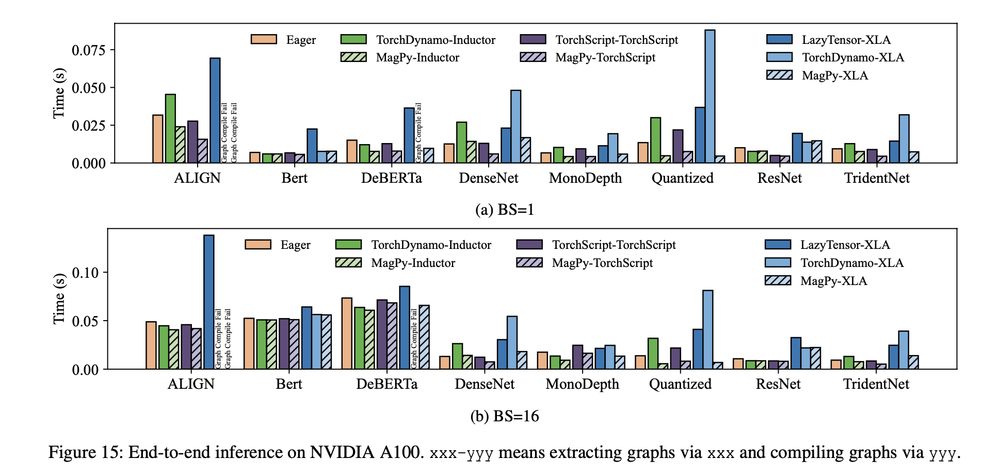 Time (s)
0.075
0.050
0.025
0.000
Eager
TorchDynamo-Inductor
MagPy-Inductor
TorchScript-TorchScript
MagPy-TorchScript
LazyTensor-XLA
TorchDynamo-XLA
MagPy-XLA
Graph Compile Fail
Graph Compile Fail
Graph Compile Fail
ALIGN Bert DeBERTa DenseNet MonoDepth Quantized ResNet TridentNet
(a) BS=1
Time (s)
0.10
0.05
0.00
Eager
TorchDynamo-Inductor
MagPy-Inductor
TorchScript-TorchScript
MagPy-TorchScript
LazyTensor-XLA
TorchDynamo-XLA
MagPy-XLA
Graph Compile Fail
Graph Compile Fail
Graph Compile Fail
ALIGN Bert DeBERTa DenseNet MonoDepth Quantized ResNet TridentNet
(b) BS=16
Figure 15: End-to-end inference on NVIDIA A100. xxx-yyy means extracting graphs via xxx and compiling graphs via yyy.